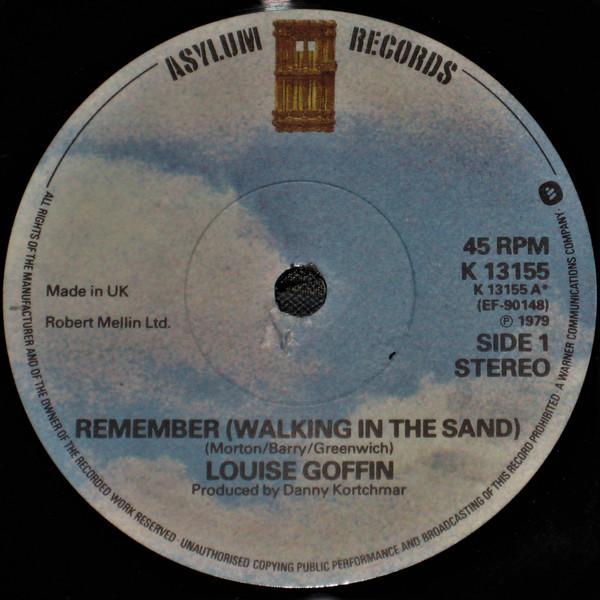 ASYLUM RECORDS
45 RPM
K 13155
K 13155 A*
(EF-90148)
℗ 1979
SIDE 1
STEREO
Made in UK
Robert Mellin Ltd.
REMEMBER (WALKING IN THE SAND)
(Morton/Barry/Greenwich)
LOUISE GOFFIN
Produced by Danny Kortchmar
ALL RIGHTS OF THE MANUFACTURER AND OF THE OWNER OF THE RECORDED WORK RESERVED · UNAUTHORISED COPYING PUBLIC PERFORMANCE AND BROADCASTING OF THIS RECORD PROHIBITED · A WARNER COMMUNICATIONS COMPANY ·